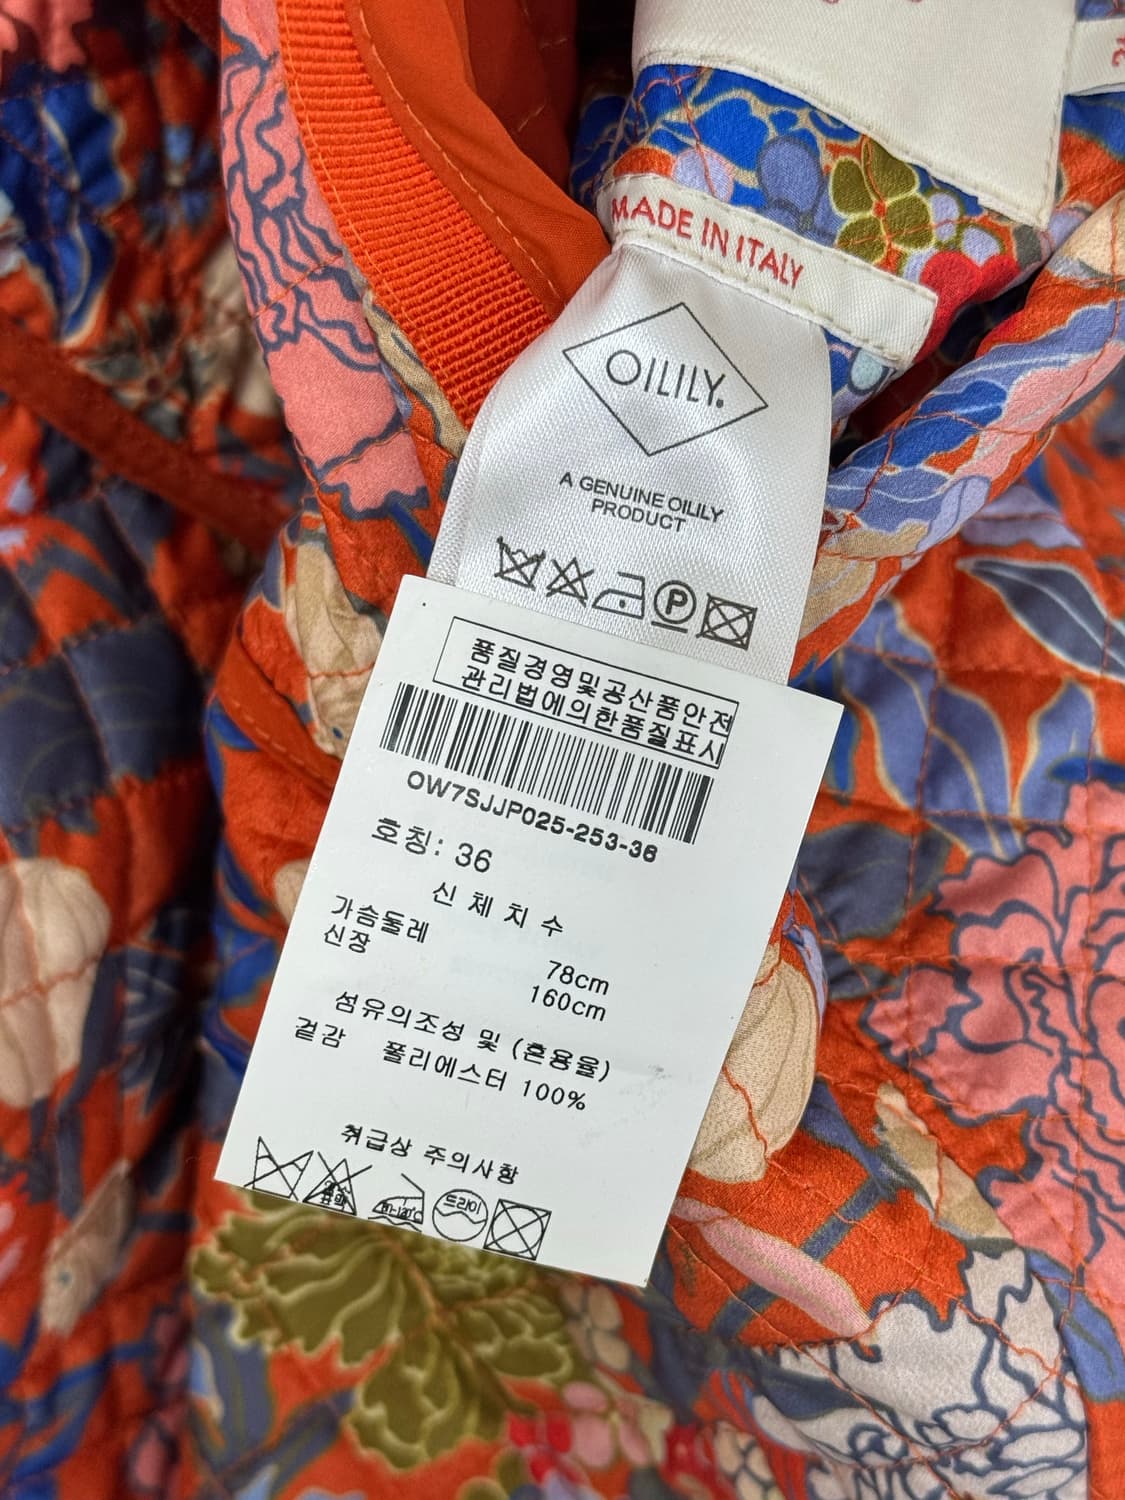 MADE IN ITALY
OILILY.
A GENUINE OILILY
PRODUCT
P
품질경영및공산품안전
관리법에의한품질표시
OW7SJJP025-253-36
호칭: 36
신 체 치 수
가슴둘레
신장
78cm
160cm
섬유의조성 및 (혼용율)
겉감 폴리에스터 100%
취급상 주의사항
드라이